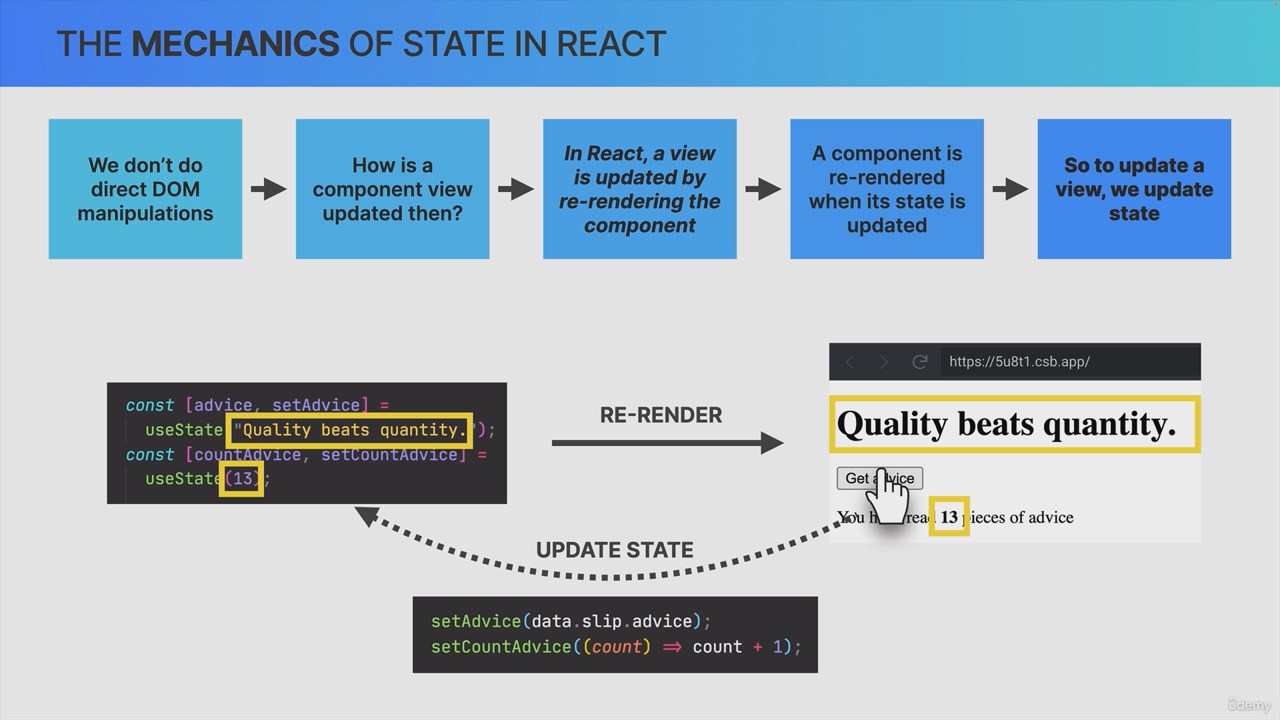 THE MECHANICS OF STATE IN REACT
We don’t do
direct DOM
manipulations
How is a
component view
updated then?
In React, a view
is updated by
re-rendering the
component
A component is
re-rendered
when its state is
updated
So to update a
view, we update
state
const [advice, setAdvice] =
useState("Quality beats quantity.");
const [countAdvice, setCountAdvice] =
useState(13);
RE-RENDER
https://5u8t1.csb.app/
Quality beats quantity.
Get advice
You have read 13 pieces of advice
UPDATE STATE
setAdvice(data.slip.advice);
setCountAdvice((count) => count + 1);
ûdemy